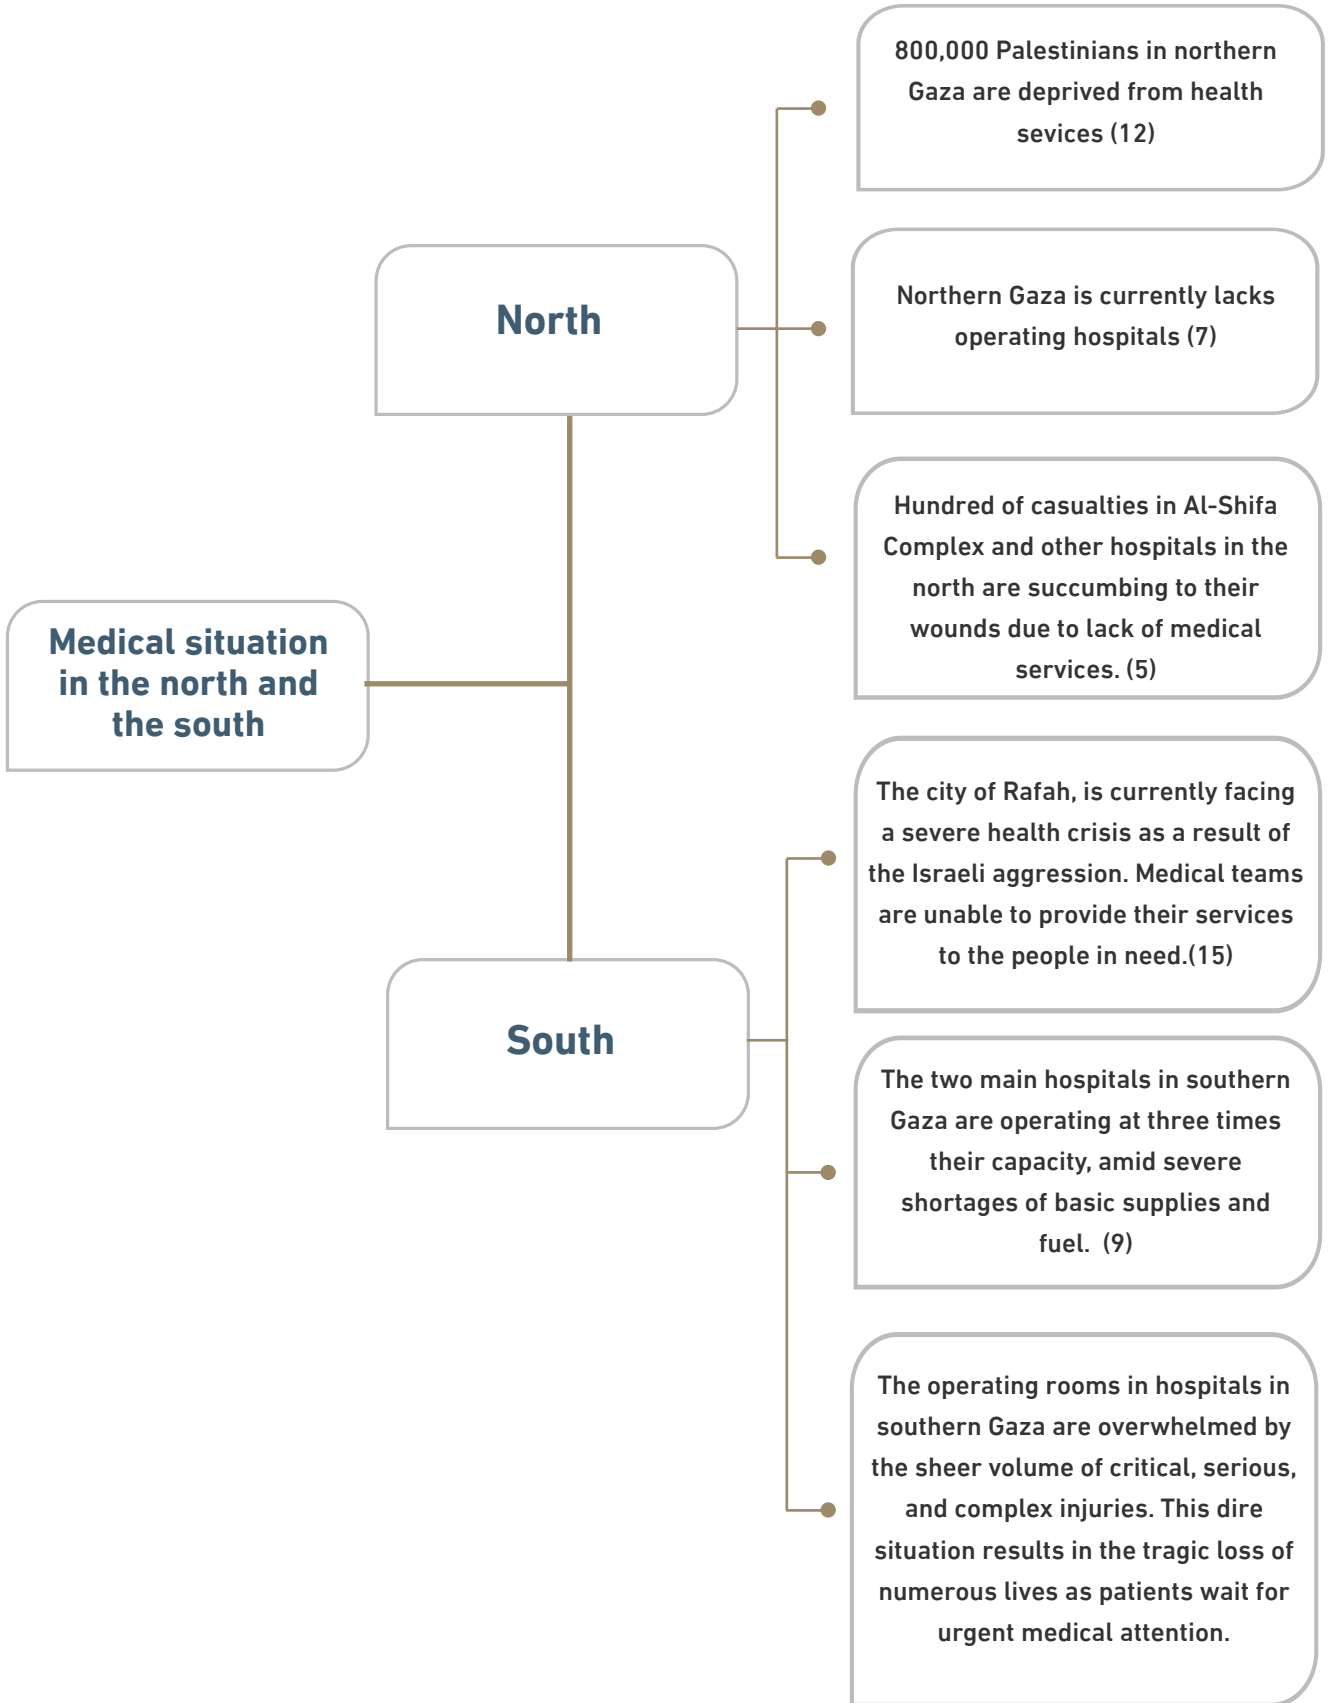 800,000 Palestinians in northern
Gaza are deprived from health
sevices (12)
North
Northern Gaza is currently lacks
operating hospitals (7)
Hundred of casualties in Al-Shifa
Complex and other hospitals in the
north are succumbing to their
wounds due to lack of medical
services. (5)
Medical situation
in the north and
the south
The city of Rafah, is currently facing
a severe health crisis as a result of
the Israeli aggression. Medical teams
are unable to provide their services
to the people in need.(15)
South
The two main hospitals in southern
Gaza are operating at three times
their capacity, amid severe
shortages of basic supplies and
fuel.  (9)
The operating rooms in hospitals in
southern Gaza are overwhelmed by
the sheer volume of critical, serious,
and complex injuries. This dire
situation results in the tragic loss of
numerous lives as patients wait for
urgent medical attention.